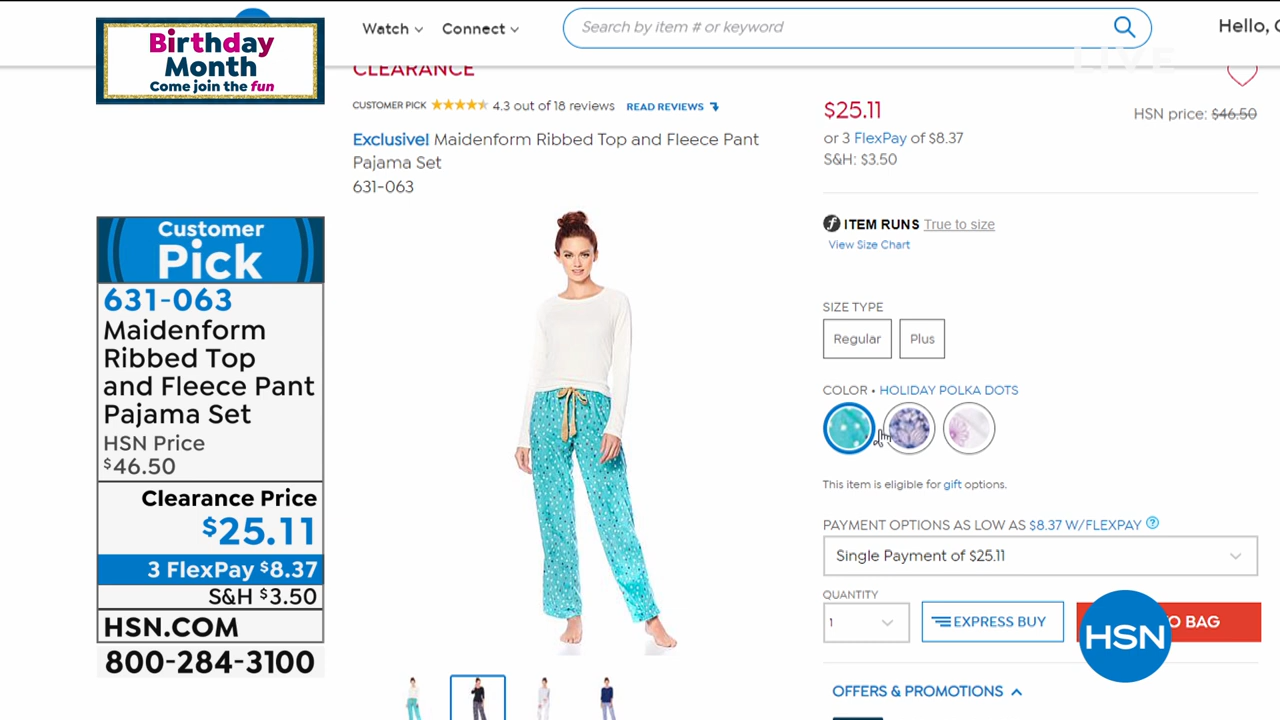 Birthday
Month
Come join the fun
Watch
Connect
Search by item # or keyword
Hello,
LIVE
CLEARANCE
CUSTOMER PICK 4.3 out of 18 reviews READ REVIEWS
Exclusive! Maidenform Ribbed Top and Fleece Pant
Pajama Set
631-063
$25.11
HSN price: $46.50
or 3 FlexPay of $8.37
S&H: $3.50
ITEM RUNS True to size
View Size Chart
SIZE TYPE
Regular
Plus
COLOR • HOLIDAY POLKA DOTS
This item is eligible for gift options.
PAYMENT OPTIONS AS LOW AS $8.37 W/FLEXPAY ?
Single Payment of $25.11
QUANTITY
1
EXPRESS BUY
O BAG
HSN
OFFERS & PROMOTIONS
Customer
Pick
631-063
Maidenform
Ribbed Top
and Fleece Pant
Pajama Set
HSN Price
$46.50
Clearance Price
$25.11
3 FlexPay $8.37
S&H $3.50
HSN.COM
800-284-3100